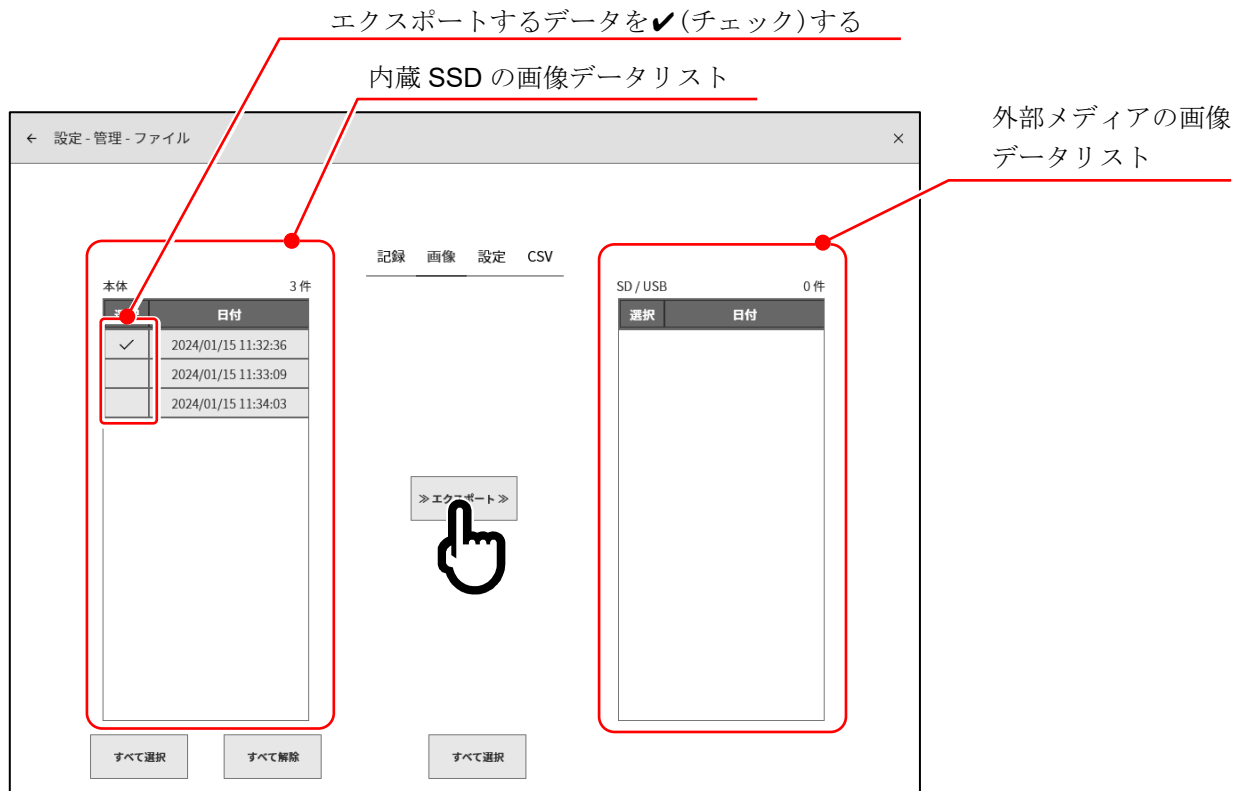 エクスポートするデータを✔(チェック)する
内蔵 SSD の画像データリスト
外部メディアの画像
データリスト
← 設定 - 管理 - ファイル ×
記録 画像 設定 CSV
本体 3 件
日付
✓ 2024/01/15 11:32:36
2024/01/15 11:33:09
2024/01/15 11:34:03
SD / USB 0 件
選択 日付
≫ エクスポート ≫
すべて選択 すべて解除 すべて選択